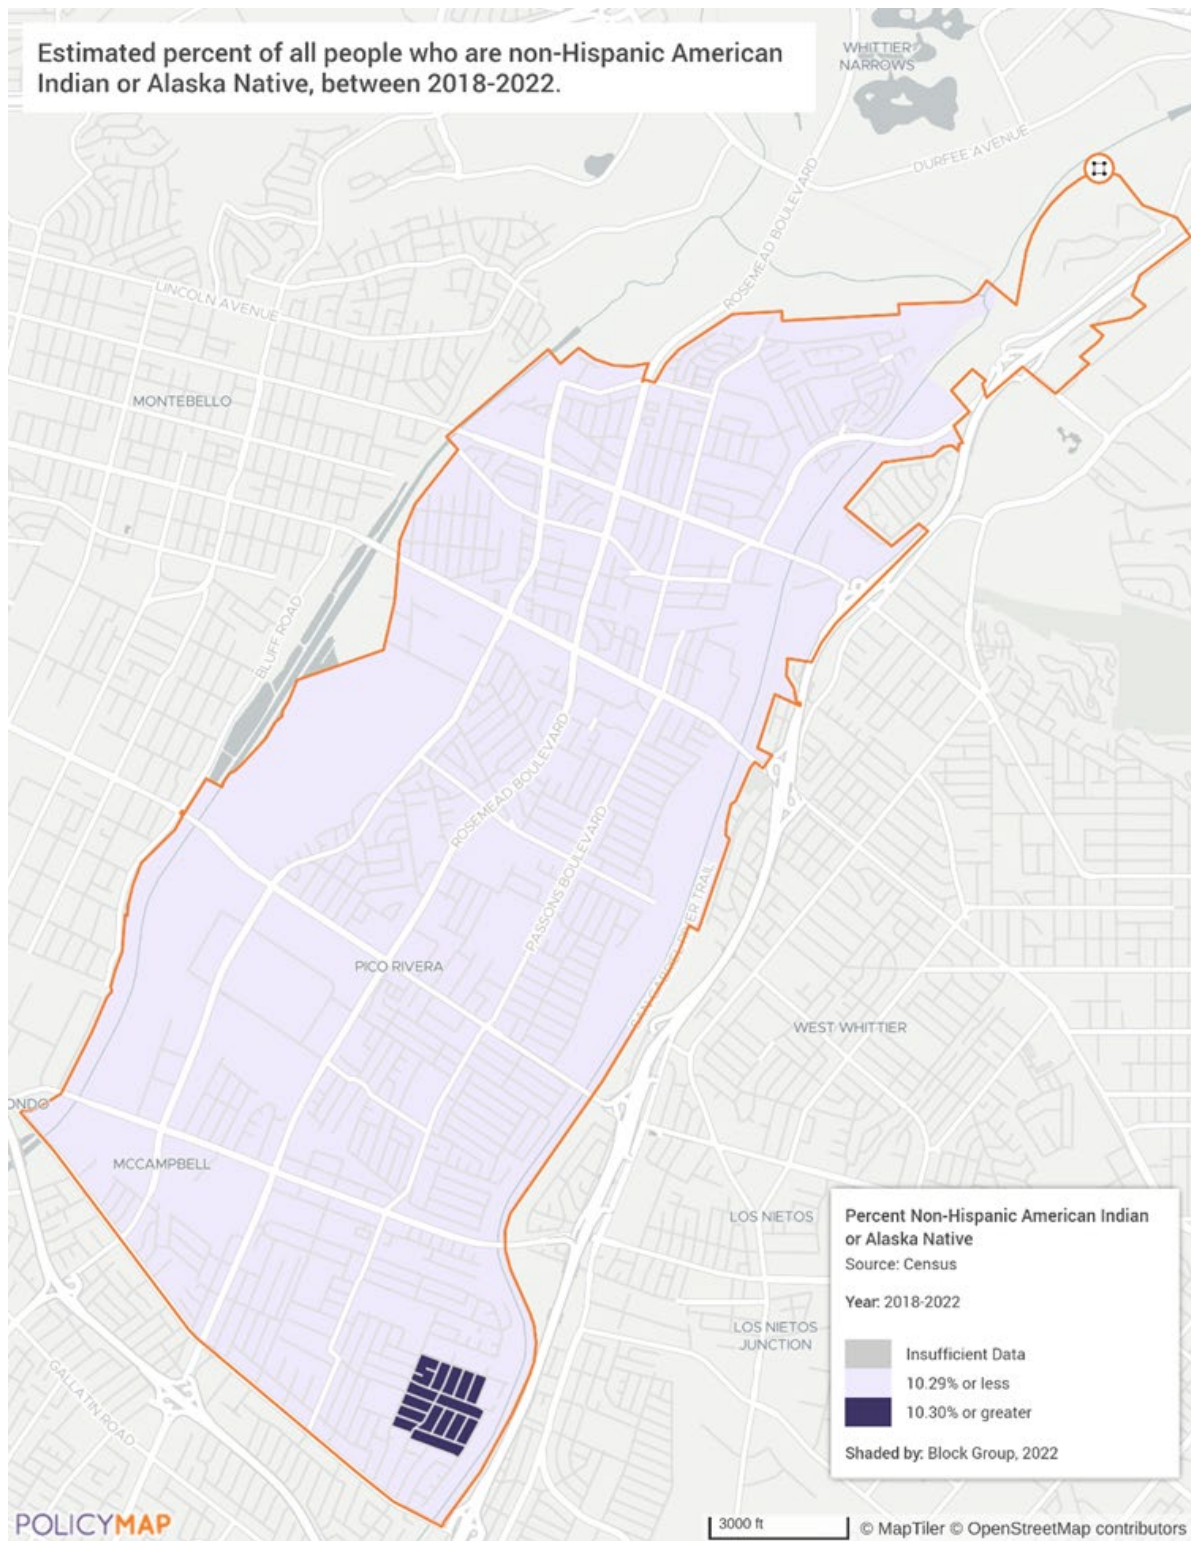 Estimated percent of all people who are non-Hispanic American
Indian or Alaska Native, between 2018-2022.
WHITTIER
NARROWS
DURFEE AVENUE
ROSEMEAD BOULEVARD
LINCOLN AVENUE
MONTEBELLO
BLUFF ROAD
ROSEMEAD BOULEVARD
PASSONS BOULEVARD
SAN GABRIEL RIVER TRAIL
PICO RIVERA
WEST WHITTIER
ONDO
MCCAMPBELL
LOS NIETOS
LOS NIETOS
JUNCTION
GALLATIN ROAD
Percent Non-Hispanic American Indian
or Alaska Native
Source: Census
Year: 2018-2022
Insufficient Data
10.29% or less
10.30% or greater
Shaded by: Block Group, 2022
POLICYMAP
3000 ft
© MapTiler © OpenStreetMap contributors